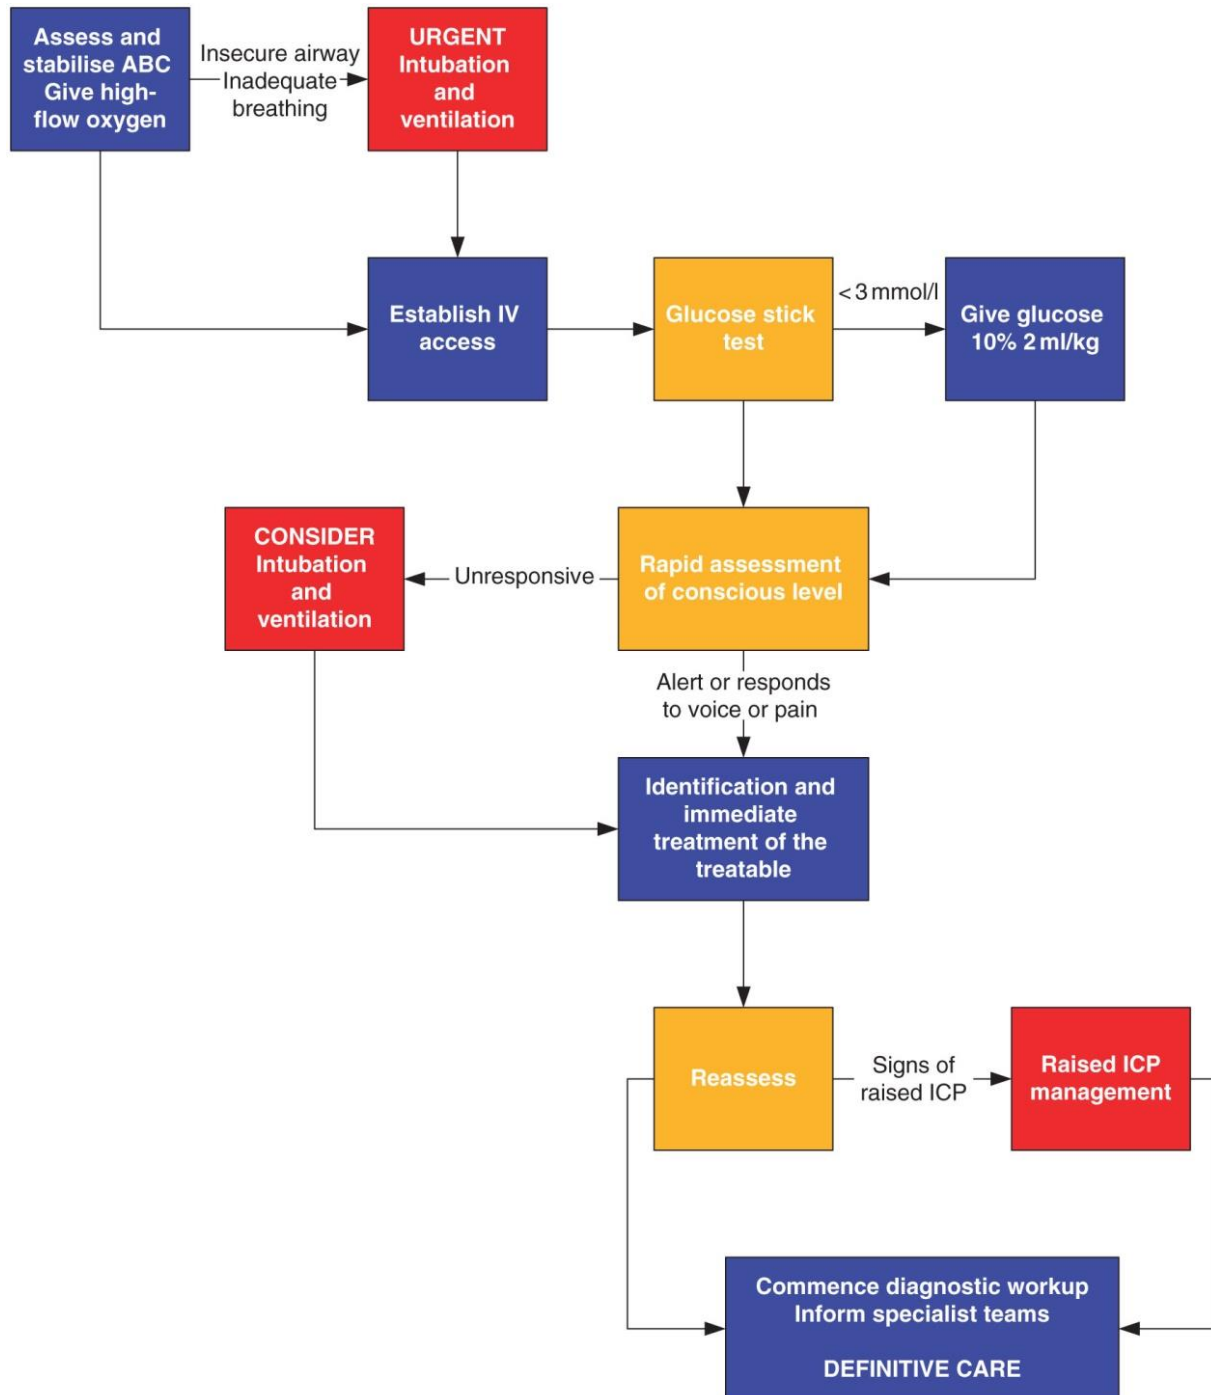 Assess and
stabilise ABC
Give high-
flow oxygen
Insecure airway
Inadequate
breathing
URGENT
Intubation
and
ventilation
Establish IV
access
Glucose stick
test
< 3 mmol/l
Give glucose
10% 2 ml/kg
CONSIDER
Intubation
and
ventilation
Unresponsive
Rapid assessment
of conscious level
Alert or responds
to voice or pain
Identification and
immediate
treatment of the
treatable
Reassess
Signs of
raised ICP
Raised ICP
management
Commence diagnostic workup
Inform specialist teams
DEFINITIVE CARE